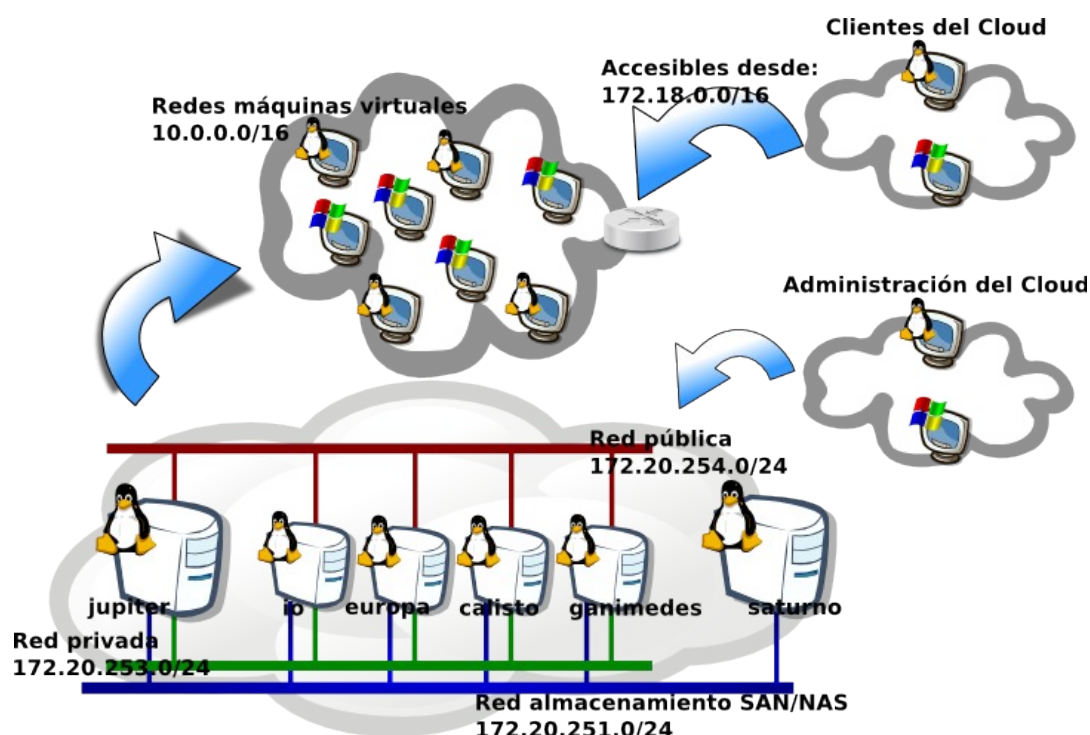 Clientes del Cloud
Accesibles desde:
172.18.0.0/16
Redes máquinas virtuales
10.0.0.0/16
Administración del Cloud
Red pública
172.20.254.0/24
jupiter
io
europa
calisto
ganimedes
saturno
Red privada
172.20.253.0/24
Red almacenamiento SAN/NAS
172.20.251.0/24